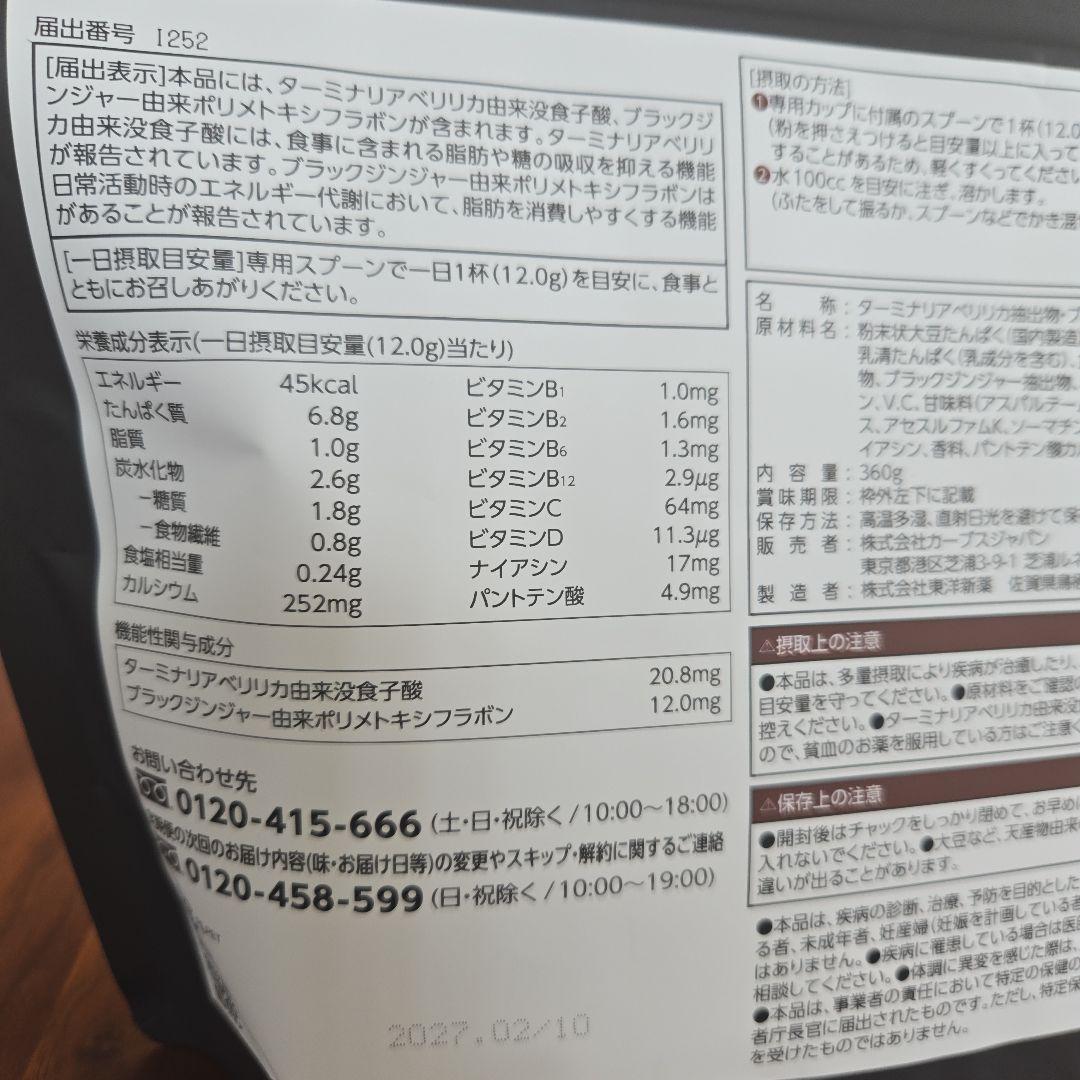 届出番号 I252
[届出表示]本品には、ターミナリアベリリカ由来没食子酸、ブラックジ
ンジャー由来ポリメトキシフラボンが含まれます。ターミナリアベリリ
カ由来没食子酸には、食事に含まれる脂肪や糖の吸収を抑える機能
が報告されています。ブラックジンジャー由来ポリメトキシフラボンは
日常活動時のエネルギー代謝において、脂肪を消費しやすくする機能
があることが報告されています。
[一日摂取目安量]専用スプーンで一日1杯(12.0g)を目安に、食事と
ともにお召しあがりください。
栄養成分表示(一日摂取目安量(12.0g)当たり)
エネルギー 45kcal ビタミンB1 1.0mg
たんぱく質 6.8g ビタミンB2 1.6mg
脂質 1.0g ビタミンB6 1.3mg
炭水化物 2.6g ビタミンB12 2.9μg
−糖質 1.8g ビタミンC 64mg
−食物繊維 0.8g ビタミンD 11.3μg
食塩相当量 0.24g ナイアシン 17mg
カルシウム 252mg パントテン酸 4.9mg
機能性関与成分
ターミナリアベリリカ由来没食子酸 20.8mg
ブラックジンジャー由来ポリメトキシフラボン 12.0mg
お問い合わせ先
0120-415-666 (土・日・祝除く/10:00〜18:00)
の次回のお届け内容(味・お届け日等)の変更やスキップ・解約に関するご連絡
0120-458-599 (日・祝除く/10:00〜19:00)
2027.02/10
[摂取の方法]
❶専用カップに付属のスプーンで1杯(12.0
(粉を押さえつけると目安量以上に入って
することがあるため、軽くすくってください
❷水100ccを目安に注ぎ、溶かします。
(ふたをして振るか、スプーンなどでかき混
名称:ターミナリアベリリカ抽出物・ブ
原材料名:粉末状大豆たんぱく(国内製造
乳清たんぱく(乳成分を含む)、
物、ブラックジンジャー抽出物、
ン、V.C、甘味料(アスパルテー
ス、アセスルファムK、ソーマチン
イアシン、香料、パントテン酸カ
内容量:360g
賞味期限:枠外左下に記載
保存方法:高温多湿、直射日光を避けて保
販売者:株式会社カーブスジャパン
東京都港区芝浦3-9-1 芝浦ルネ
製造者:株式会社東洋新薬 佐賀県鳥栖
⚠摂取上の注意
●本品は、多量摂取により疾病が治癒したり、
目安量を守ってください。●原材料をご確認の
控えください。●ターミナリアベリリカ由来没
ので、貧血のお薬を服用している方はご注意く
⚠保存上の注意
●開封後はチャックをしっかり閉めて、お早め
入れないでください。●大豆など、天産物由来
違いが出ることがあります。
●本品は、疾病の診断、治療、予防を目的とした
る者、未成年者、妊産婦(妊娠を計画している者
はありません。●疾病に罹患している場合は医
相談してください。●体調に異変を感じた際は、
●本品は、事業者の責任において特定の保健の
者庁長官に届出されたものです。ただし、特定保
を受けたものではありません。